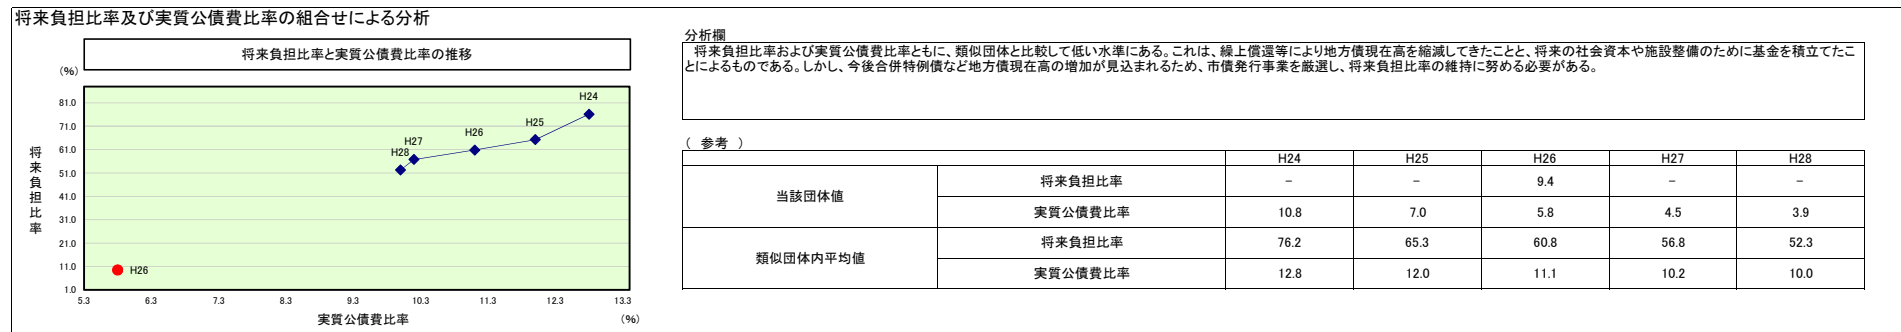 将来負担比率及び実質公債費比率の組合せによる分析
将来負担比率と実質公債費比率の推移
(%)
81.0
71.0
61.0
51.0
41.0
31.0
21.0
11.0
1.0
将来負担比率
H24
H25
H26
H27
H28
H26
5.3 6.3 7.3 8.3 9.3 10.3 11.3 12.3 13.3
実質公債費比率
(%)
分析欄
将来負担比率および実質公債費比率ともに、類似団体と比較して低い水準にある。これは、繰上償還等により地方債現在高を縮減してきたことと、将来の社会資本や施設整備のために基金を積立てたこ
とによるものである。しかし、今後合併特例債など地方債現在高の増加が見込まれるため、市債発行事業を厳選し、将来負担比率の維持に努める必要がある。
( 参考 )
H24 H25 H26 H27 H28
当該団体値
将来負担比率 － － 9.4 － －
実質公債費比率 10.8 7.0 5.8 4.5 3.9
類似団体内平均値
将来負担比率 76.2 65.3 60.8 56.8 52.3
実質公債費比率 12.8 12.0 11.1 10.2 10.0